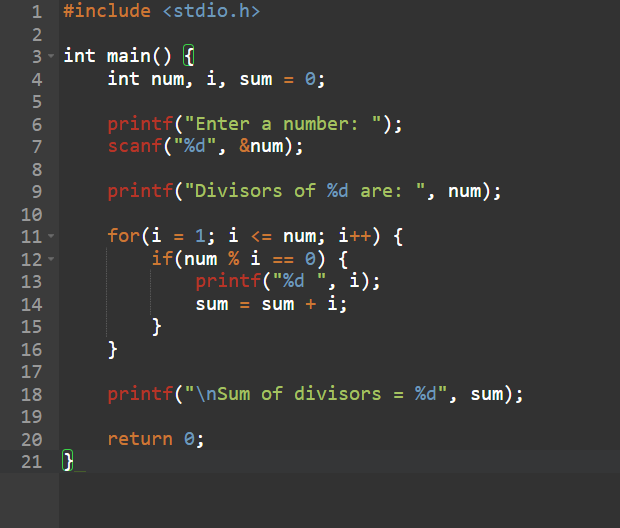 1 #include <stdio.h>
2
3 int main() {
4     int num, i, sum = 0;
5
6     printf("Enter a number: ");
7     scanf("%d", &num);
8
9     printf("Divisors of %d are: ", num);
10
11     for(i = 1; i <= num; i++) {
12         if(num % i == 0) {
13             printf("%d ", i);
14             sum = sum + i;
15         }
16     }
17
18     printf("\nSum of divisors = %d", sum);
19
20     return 0;
21 }